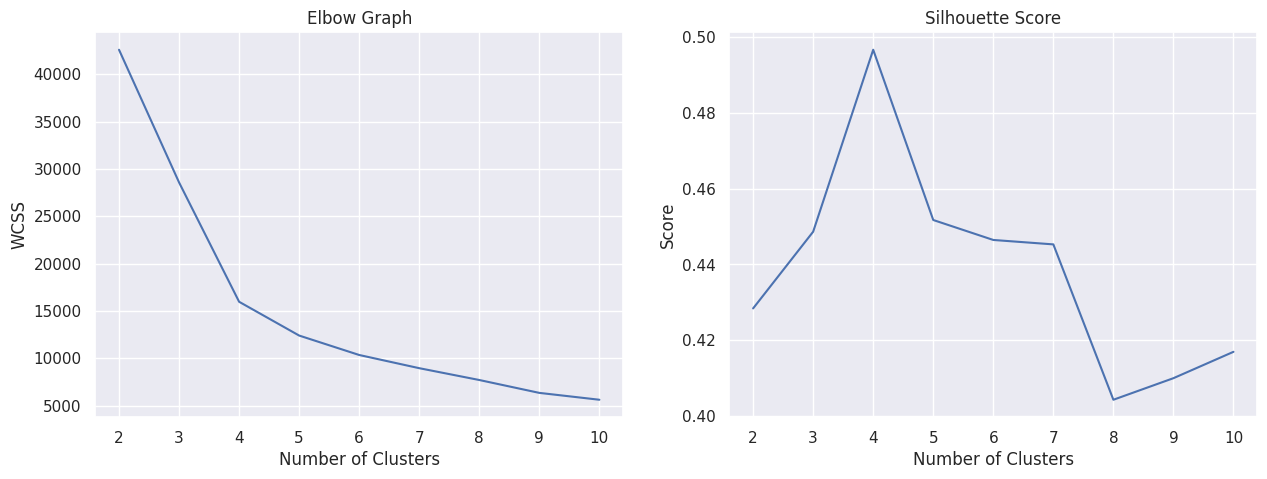 Elbow Graph
40000
35000
30000
25000
20000
15000
10000
5000
WCSS
2 3 4 5 6 7 8 9 10
Number of Clusters
Silhouette Score
0.50
0.48
0.46
0.44
0.42
0.40
Score
2 3 4 5 6 7 8 9 10
Number of Clusters